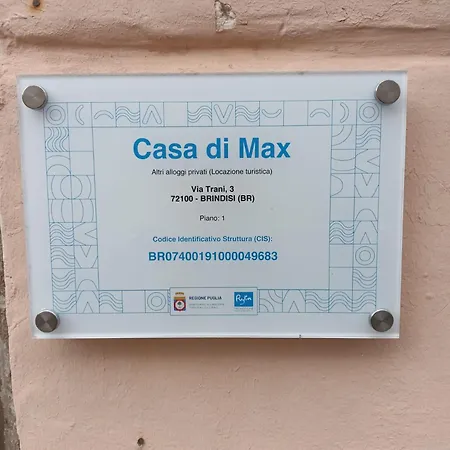 Casa di Max
Altri alloggi privati (Locazione turistica)
Via Trani, 3
72100 - BRINDISI (BR)
Piano: 1
Codice Identificativo Struttura (CIS):
BR07400191000049683
REGIONE PUGLIA